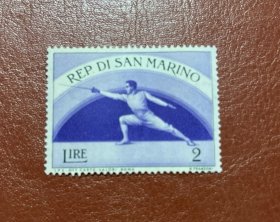 REP. DI SAN MARINO
LIRE 2